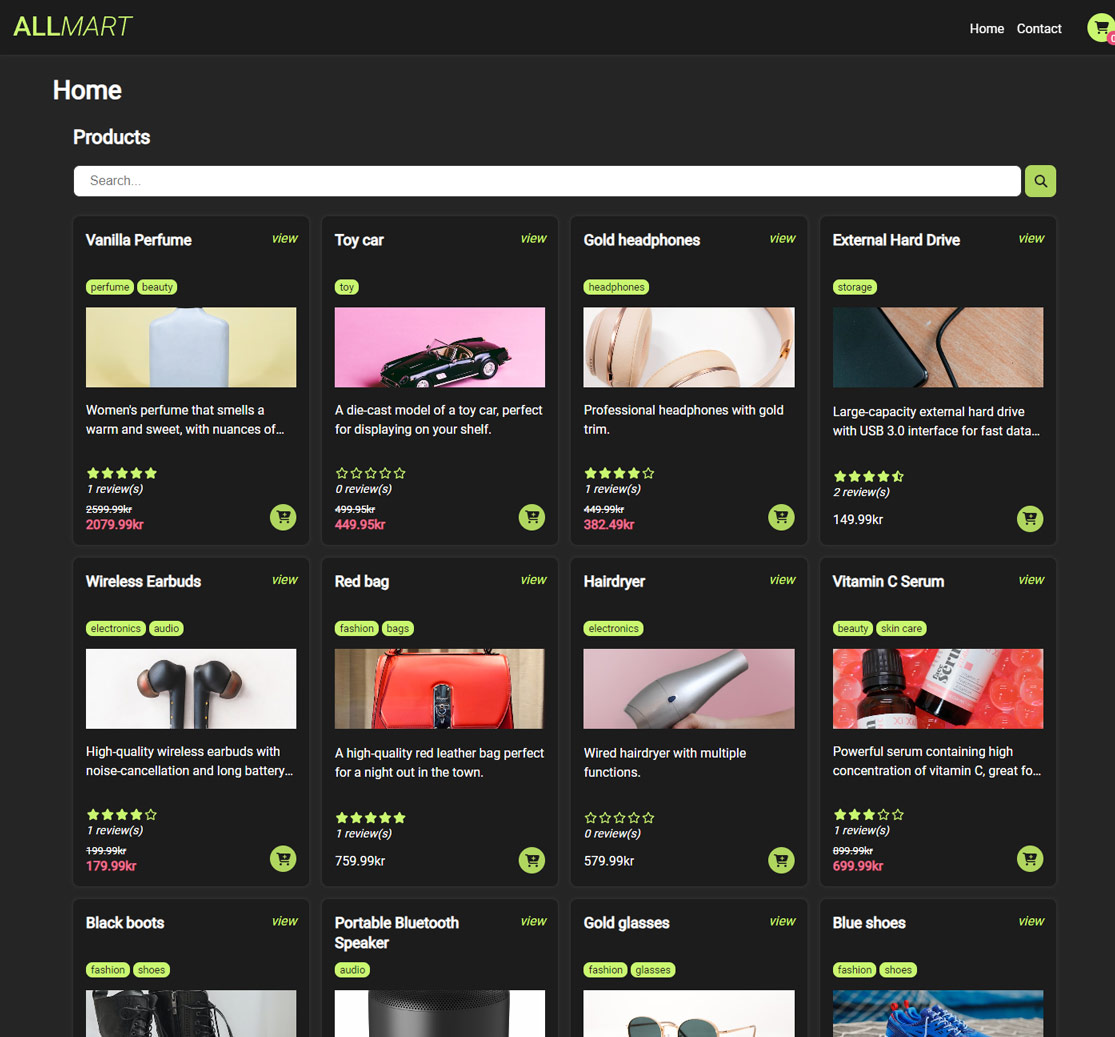 ALLMART
Home Contact
Home
Products
Search...
Vanilla Perfume view
perfume beauty
Women's perfume that smells a
warm and sweet, with nuances of...
1 review(s)
2599.99kr
2079.99kr
Toy car view
toy
A die-cast model of a toy car, perfect
for displaying on your shelf.
0 review(s)
499.95kr
449.95kr
Gold headphones view
headphones
Professional headphones with gold
trim.
1 review(s)
449.99kr
382.49kr
External Hard Drive view
storage
Large-capacity external hard drive
with USB 3.0 interface for fast data...
2 review(s)
149.99kr
Wireless Earbuds view
electronics audio
High-quality wireless earbuds with
noise-cancellation and long battery...
1 review(s)
199.99kr
179.99kr
Red bag view
fashion bags
A high-quality red leather bag perfect
for a night out in the town.
1 review(s)
759.99kr
Hairdryer view
electronics
Wired hairdryer with multiple
functions.
0 review(s)
579.99kr
Vitamin C Serum view
beauty skin care
serum
Powerful serum containing high
concentration of vitamin C, great fo...
1 review(s)
899.99kr
699.99kr
Black boots view
fashion shoes
Portable Bluetooth view
Speaker
audio
Gold glasses view
fashion glasses
Blue shoes view
fashion shoes